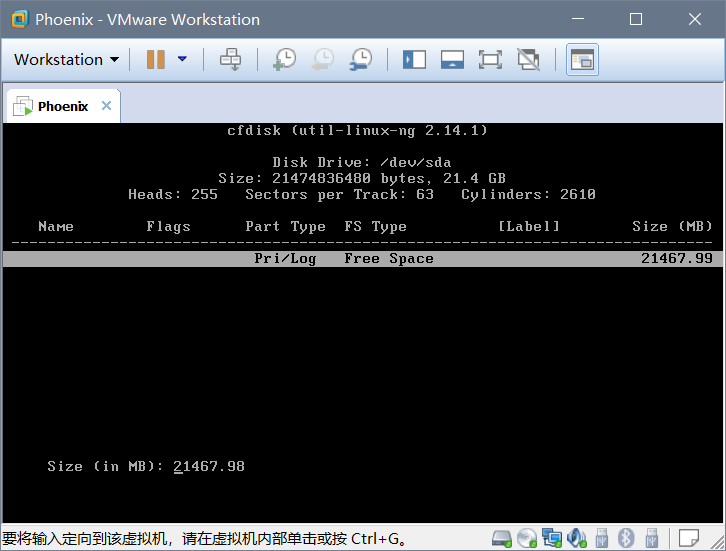 Phoenix - VMware Workstation
Workstation
Phoenix
cfdisk (util-linux-ng 2.14.1)
Disk Drive: /dev/sda
Size: 21474836480 bytes, 21.4 GB
Heads: 255   Sectors per Track: 63   Cylinders: 2610
Name   Flags   Part Type   FS Type   [Label]   Size (MB)
Pri/Log   Free Space   21467.99
Size (in MB): 21467.98
要将输入定向到该虚拟机，请在虚拟机内部单击或按 Ctrl+G。